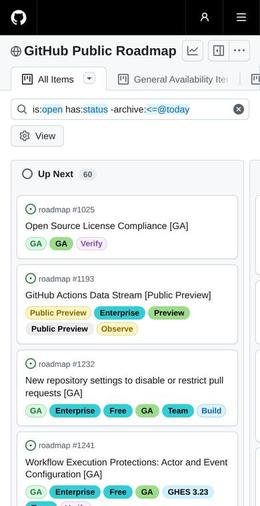 GitHub Public Roadmap
All Items
General Availability
is:open has:status -archive:<=@today
View
Up Next 60
roadmap #1025
Open Source License Compliance [GA]
GA GA Verify
roadmap #1193
GitHub Actions Data Stream [Public Preview]
Public Preview Enterprise Preview
Public Preview Observe
roadmap #1232
New repository settings to disable or restrict pull
requests [GA]
GA Enterprise Free GA Team Build
roadmap #1241
Workflow Execution Protections: Actor and Event
Configuration [GA]
GA Enterprise Free GA GHES 3.23